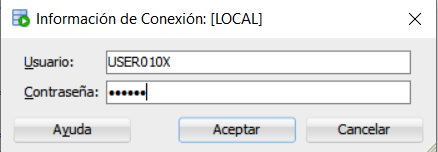 Información de Conexión: [LOCAL]
Usuario: USER010X
Contraseña: ••••••
Ayuda Aceptar Cancelar